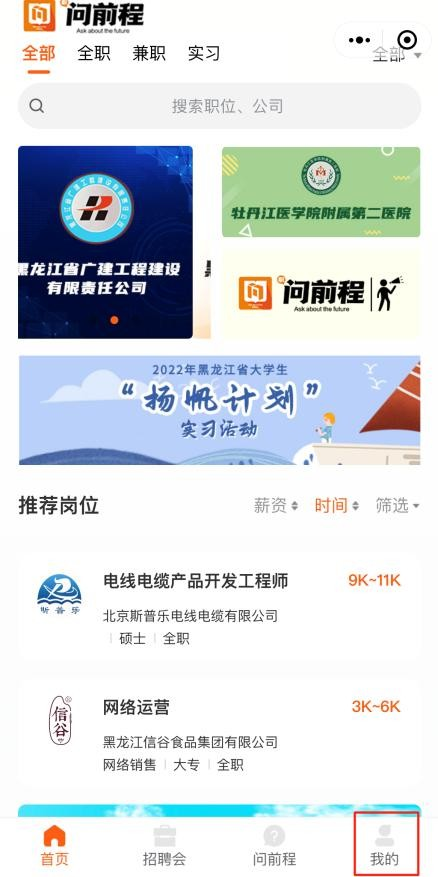 问前程
Ask about the future
全部 全职 兼职 实习
全部
搜索职位、公司
黑龙江省广建工程建设
有限责任公司
牡丹江医学院附属第二医院
问前程
Ask about the future
2022年黑龙江省大学生
“扬帆计划”
实习活动
推荐岗位 薪资 时间 筛选
电线电缆产品开发工程师 9K~11K
昕普乐
北京斯普乐电线电缆有限公司
硕士 全职
网络运营 3K~6K
信谷
黑龙江信谷食品集团有限公司
网络销售 大专 全职
首页 招聘会 问前程 我的